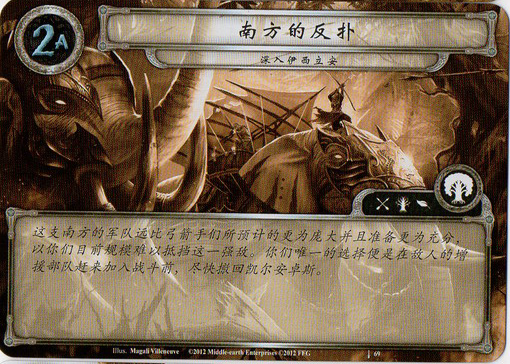 2A
南方的反扑
深入伊西立安
这支南方的军队远比弓箭手们所预计的更为庞大并且准备更为充分，
以你们目前规模难以抵挡这一强敌。你们唯一的选择便是在敌人的增
援部队赶来加入战斗前，尽快撤回凯尔安卓斯。
Illus. Magali Villeneuve ©2012 Middle-earth Enterprises ©2012 FFG 69